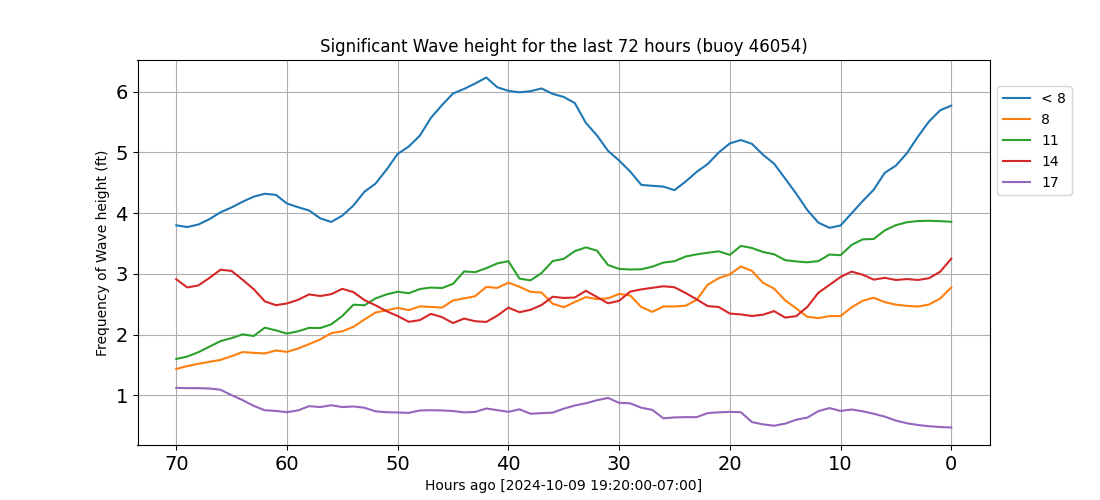 Significant Wave height for the last 72 hours (buoy 46054)
Frequency of Wave height (ft)
6
5
4
3
2
1
70 60 50 40 30 20 10 0
Hours ago [2024-10-09 19:20:00-07:00]
< 8
8
11
14
17